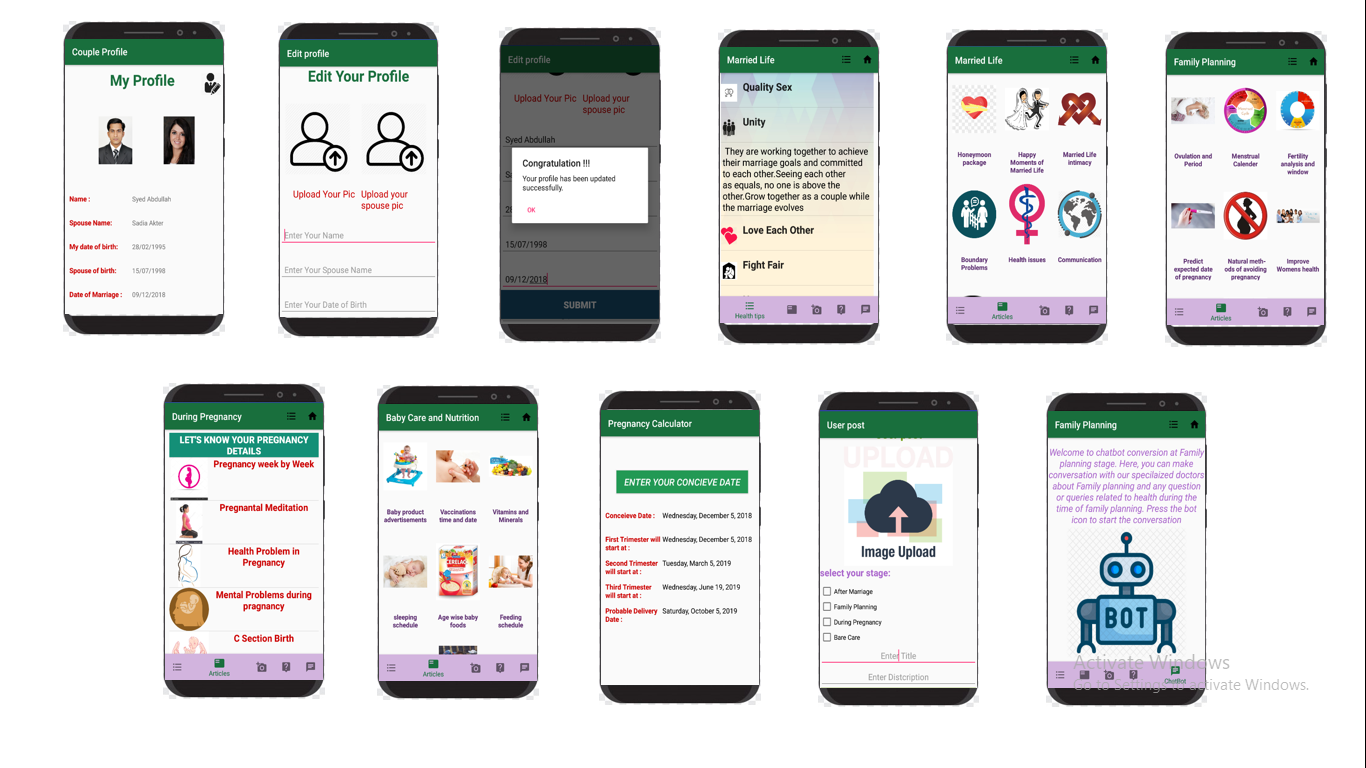 Couple Profile
My Profile
Name :
Syed Abdullah
Spouse Name:
Sadia Akter
My date of birth:
28/02/1995
Spouse of birth:
15/07/1998
Date of Marriage :
09/12/2018
Edit profile
Edit Your Profile
Upload Your Pic
Upload your
spouse pic
Enter Your Name
Enter Your Spouse Name
Enter Your Date of Birth
Edit profile
Upload Your Pic
Upload your
spouse pic
Syed Abdullah
Congratulation !!!
Your profile has been updated
successfully.
OK
Sa
28
15/07/1998
09/12/2018
SUBMIT
Married Life
Quality Sex
Unity
They are working together to achieve
their marriage goals and committed
to each other.Seeing each other
as equals, no one is above the
other.Grow together as a couple while
the marriage evolves
Love Each Other
Fight Fair
Health tips
Married Life
Honeymoon
package
Happy
Moments of
Married Life
Married Life
intimacy
Boundary
Problems
Health issues
Communication
Articles
Family Planning
Ovulation and
Period
Menstrual
Calender
Fertility
analysis and
window
Predict
expected date
of pregnancy
Natural meth-
ods of avoiding
pregnancy
Improve
Womens health
Articles
During Pregnancy
LET'S KNOW YOUR PREGNANCY
DETAILS
Pregnancy week by Week
Pregnantal Meditation
Health Problem in
Pregnancy
Mental Problems during
pragnancy
C Section Birth
Articles
Baby Care and Nutrition
Baby product
advertisements
Vaccinations
time and date
Vitamins and
Minerals
CERELAC
sleeping
schedule
Age wise baby
foods
Feeding
schedule
Articles
Pregnancy Calculator
ENTER YOUR CONCIEVE DATE
Conceieve Date :
Wednesday, December 5, 2018
First Trimester will
start at :
Wednesday, December 5, 2018
Second Trimester
will start at :
Tuesday, March 5, 2019
Third Trimester
will start at :
Wednesday, June 19, 2019
Probable Delivery
Date :
Saturday, October 5, 2019
User post
UPLOAD
Image Upload
select your stage:
After Marriage
Family Planning
During Pregnancy
Bare Care
Enter Title
Enter Distcription
Family Planning
Welcome to chatbot conversion at Family
planning stage. Here, you can make
conversation with our specilaized doctors
about Family planning and any question
or queries related to health during the
time of family planning. Press the bot
icon to start the conversation
BOT
ChatBot
Activate Windows
Go to Settings to activate Windows.